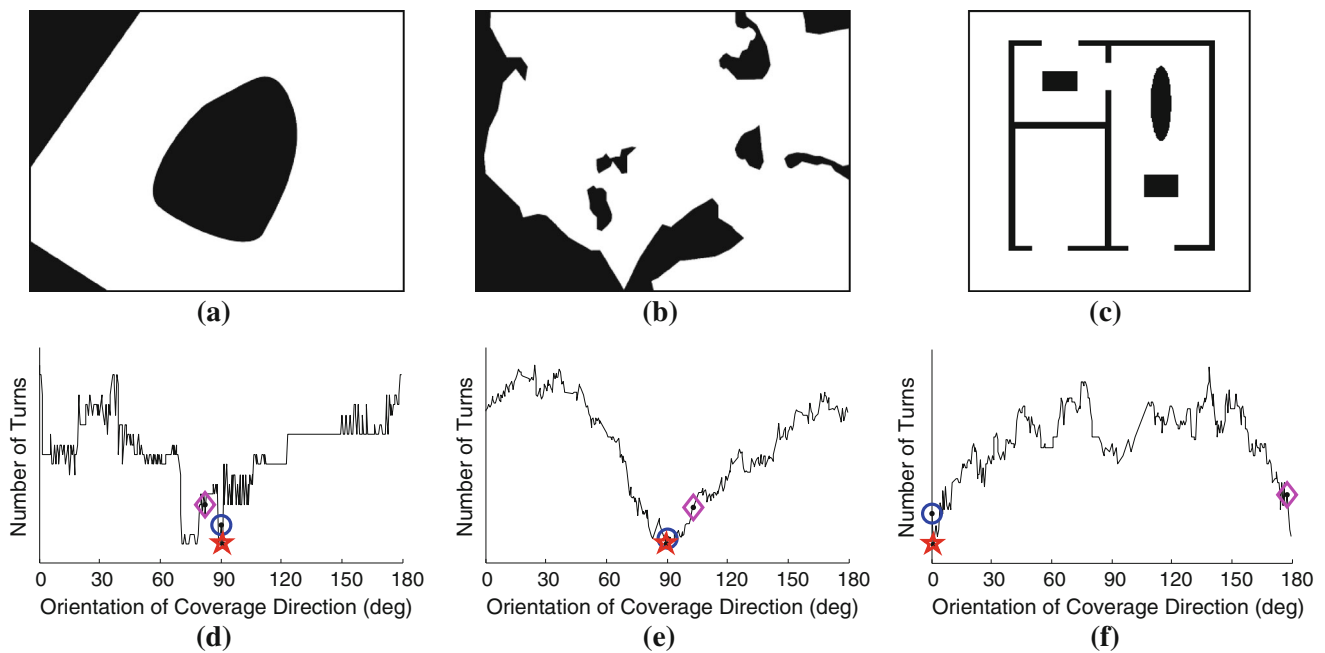 (a) (b) (c)
Number of Turns
0 30 60 90 120 150 180
Orientation of Coverage Direction (deg)
(d)
Number of Turns
0 30 60 90 120 150 180
Orientation of Coverage Direction (deg)
(e)
Number of Turns
0 30 60 90 120 150 180
Orientation of Coverage Direction (deg)
(f)